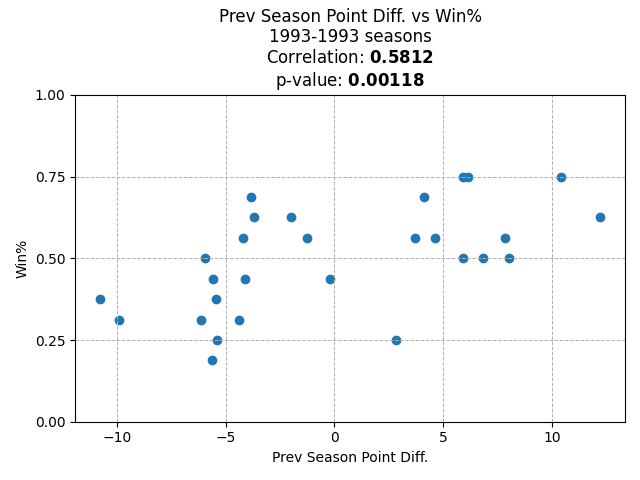 Prev Season Point Diff. vs Win%
1993-1993 seasons
Correlation: 0.5812
p-value: 0.00118
1.00
0.75
0.50
0.25
0.00
Win%
−10
−5
0
5
10
Prev Season Point Diff.